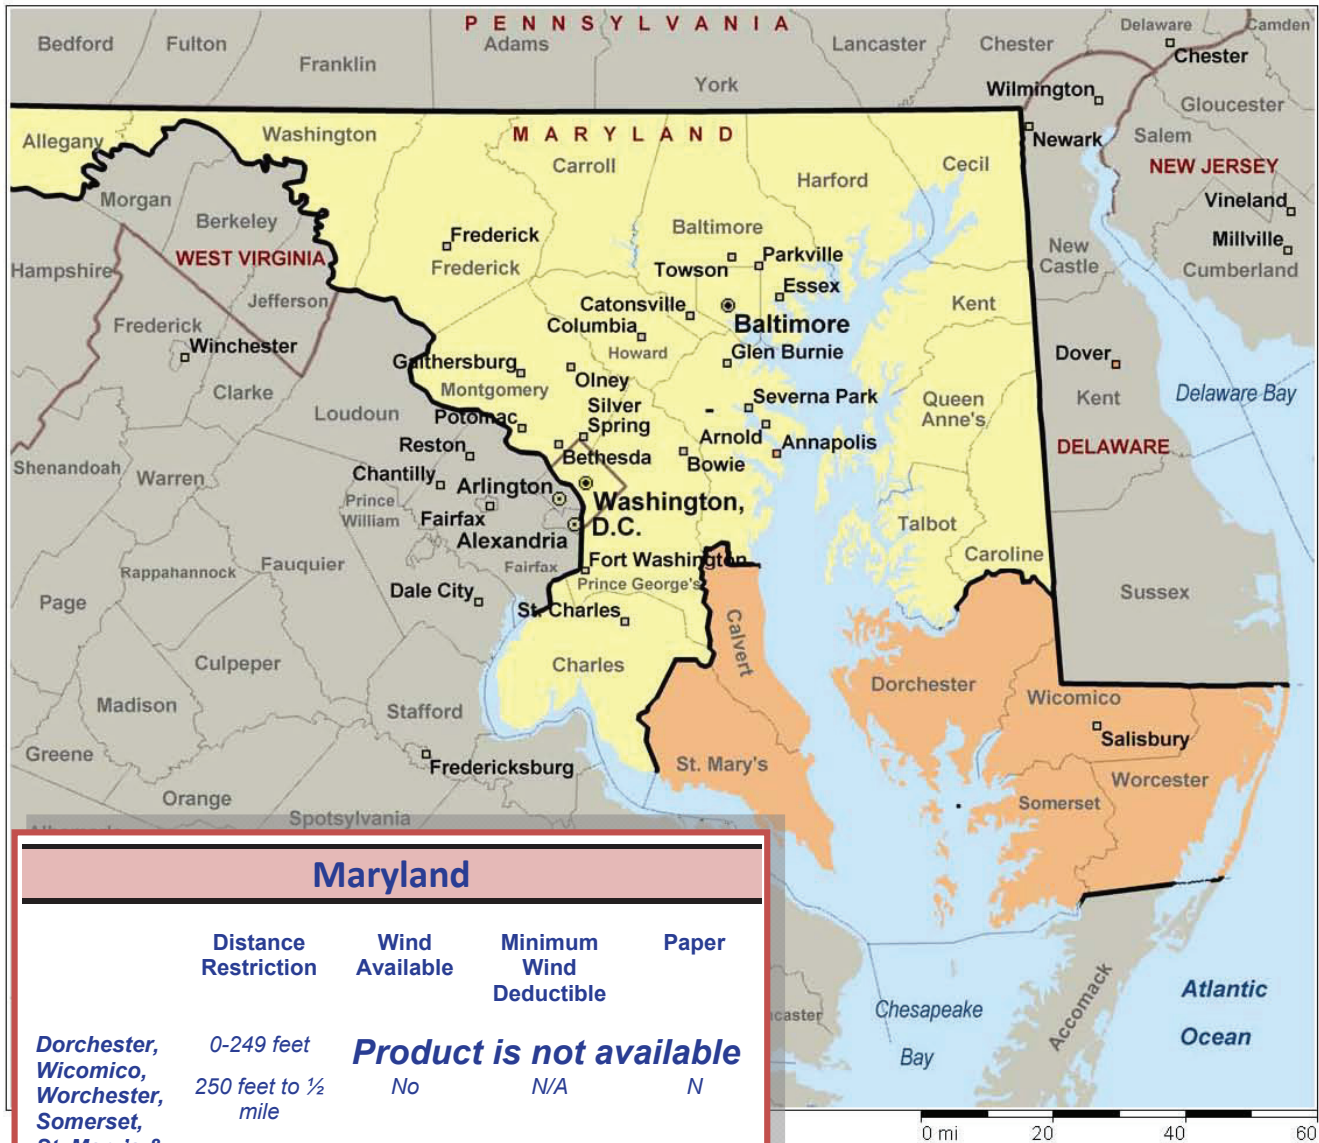 PENNSYLVANIA
Bedford
Fulton
Franklin
Adams
York
Lancaster
Chester
Delaware
Camden
Chester
Wilmington
Gloucester
Newark
Salem
NEW JERSEY
Vineland
Millville
Cumberland
Allegany
Washington
MARYLAND
Carroll
Harford
Cecil
Morgan
Berkeley
WEST VIRGINIA
Hampshire
Jefferson
Frederick
Winchester
Clarke
Loudoun
Frederick
Frederick
Baltimore
Parkville
Towson
Essex
Catonsville
Columbia
Baltimore
Howard
Glen Burnie
Gaithersburg
Olney
Montgomery
Silver
Spring
Severna Park
Potomac
Arnold
Annapolis
Reston
Bethesda
Bowie
Chantilly
Arlington
Washington,
D.C.
Prince
William
Fairfax
Alexandria
Fairfax
Fort Washington
Prince George's
New
Castle
Kent
Dover
Kent
Delaware Bay
Queen
Anne's
DELAWARE
Talbot
Caroline
Sussex
Shenandoah
Warren
Rappahannock
Fauquier
Page
Dale City
St. Charles
Calvert
Charles
Culpeper
Madison
Stafford
Greene
Fredericksburg
Orange
Spotsylvania
St. Mary's
Dorchester
Wicomico
Salisbury
Worcester
Somerset
Maryland
Distance
Restriction
Wind
Available
Minimum
Wind
Deductible
Paper
Dorchester,
Wicomico,
Worchester,
Somerset,
0-249 feet
Product is not available
250 feet to ½
mile
No
N/A
N
Chesapeake
Bay
Accomack
Atlantic
Ocean
0 mi 20 40 60